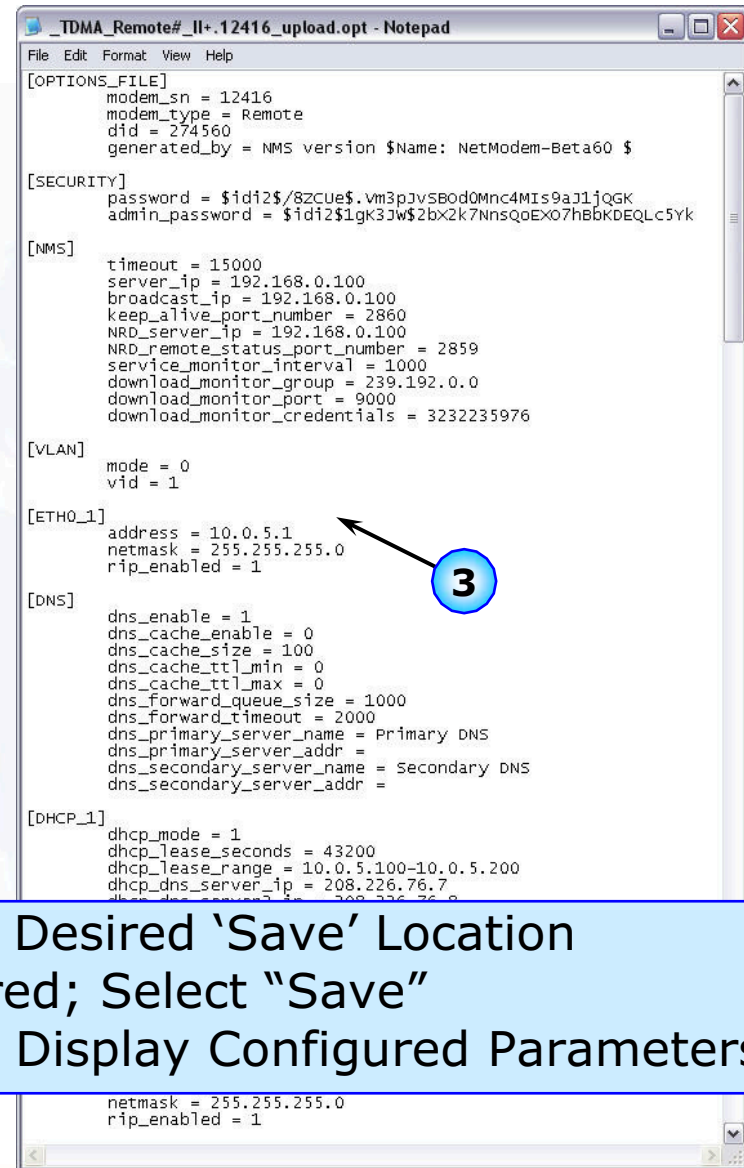 _TDMA_Remote#_II+.12416_upload.opt - Notepad
File Edit Format View Help
[OPTIONS_FILE]
modem_sn = 12416
modem_type = Remote
did = 274560
generated_by = NMS version $Name: NetModem-Beta60 $
[SECURITY]
password = $idi2$/8ZCUe$.Vm3pJvSBOd0Mnc4MIs9aJ1jQGK
admin_password = $idi2$1gK3JW$2bX2k7NnsQoEXO7hBbKDEQLc5Yk
[NMS]
timeout = 15000
server_ip = 192.168.0.100
broadcast_ip = 192.168.0.100
keep_alive_port_number = 2860
NRD_server_ip = 192.168.0.100
NRD_remote_status_port_number = 2859
service_monitor_interval = 1000
download_monitor_group = 239.192.0.0
download_monitor_port = 9000
download_monitor_credentials = 3232235976
[VLAN]
mode = 0
vid = 1
[ETH0_1]
address = 10.0.5.1
netmask = 255.255.255.0
rip_enabled = 1
3
[DNS]
dns_enable = 1
dns_cache_enable = 0
dns_cache_size = 100
dns_cache_ttl_min = 0
dns_cache_ttl_max = 0
dns_forward_queue_size = 1000
dns_forward_timeout = 2000
dns_primary_server_name = Primary DNS
dns_primary_server_addr =
dns_secondary_server_name = Secondary DNS
dns_secondary_server_addr =
[DHCP_1]
dhcp_mode = 1
dhcp_lease_seconds = 43200
dhcp_lease_range = 10.0.5.100-10.0.5.200
dhcp_dns_server_ip = 208.226.76.7
Desired ‘Save’ Location
red; Select “Save”
Display Configured Parameters
netmask = 255.255.255.0
rip_enabled = 1